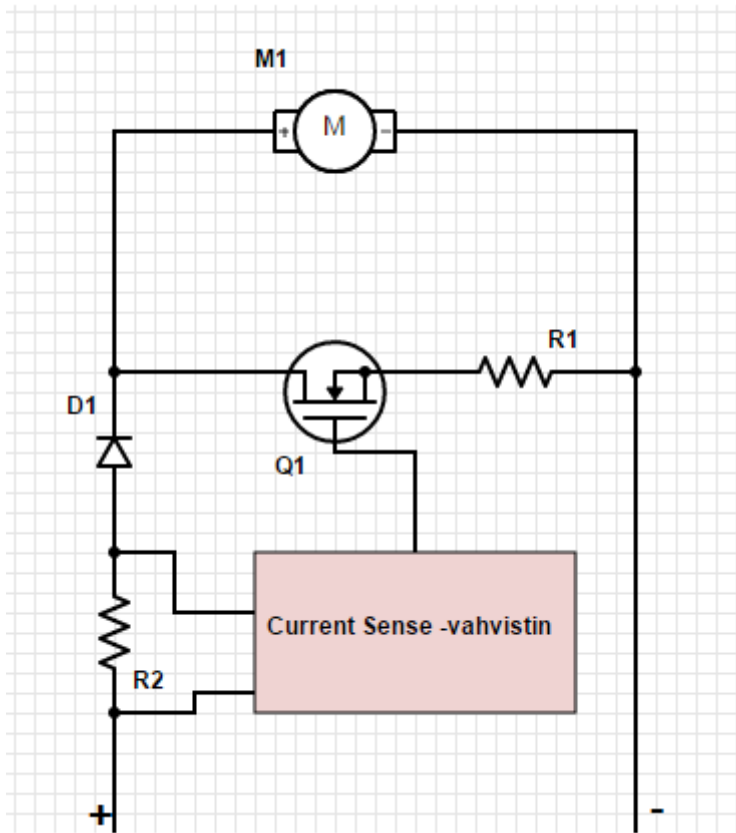 M1
+ M -
R1
D1
Q1
Current Sense -vahvistin
R2
+ -